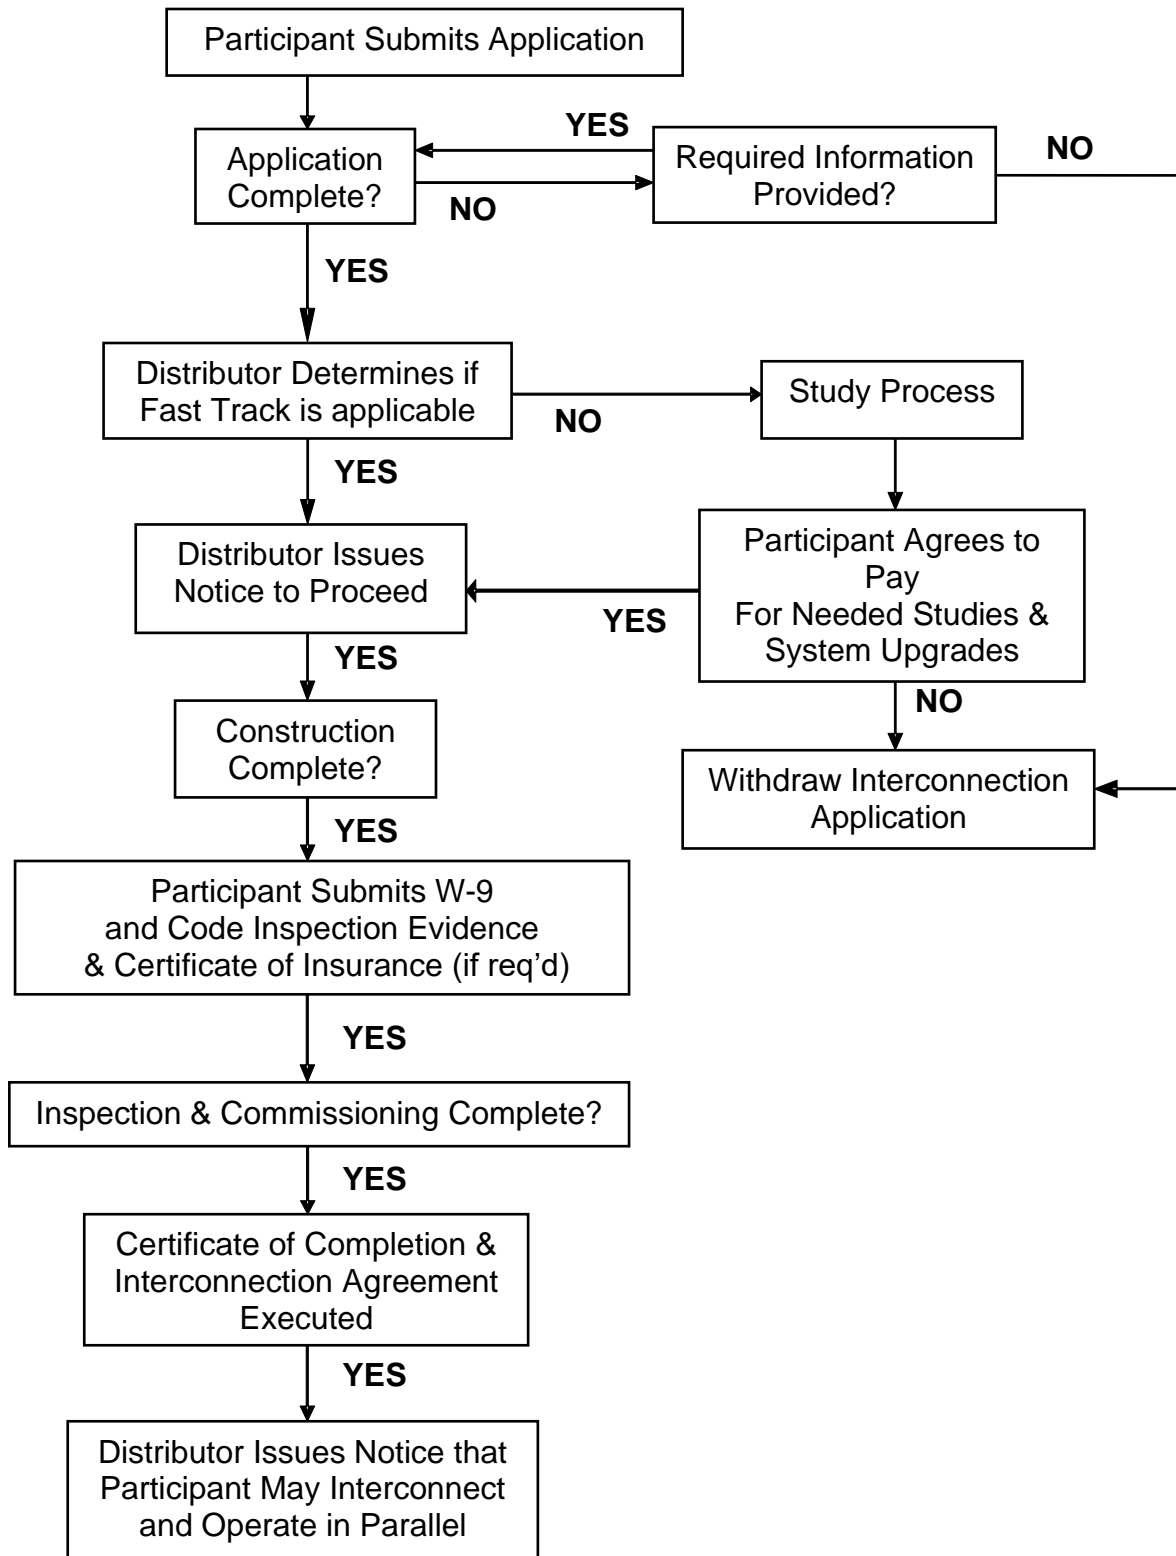 Participant Submits Application
YES
NO
Application
Complete?
Required Information
Provided?
NO
YES
Distributor Determines if
Fast Track is applicable
Study Process
NO
YES
Distributor Issues
Notice to Proceed
Participant Agrees to
Pay
For Needed Studies &
System Upgrades
YES
YES
NO
Construction
Complete?
Withdraw Interconnection
Application
YES
Participant Submits W-9
and Code Inspection Evidence
& Certificate of Insurance (if req'd)
YES
Inspection & Commissioning Complete?
YES
Certificate of Completion &
Interconnection Agreement
Executed
YES
Distributor Issues Notice that
Participant May Interconnect
and Operate in Parallel